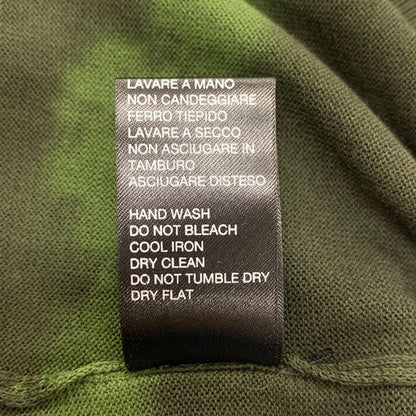 LAVARE A MANO
NON CANDEGGIARE
FERRO TIEPIDO
LAVARE A SECCO
NON ASCIUGARE IN
TAMBURO
ASCIUGARE DISTESO
HAND WASH
DO NOT BLEACH
COOL IRON
DRY CLEAN
DO NOT TUMBLE DRY
DRY FLAT